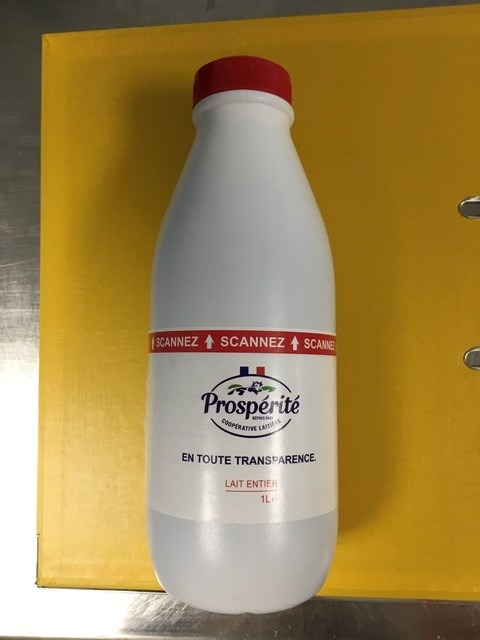 SCANNEZ SCANNEZ SCANNEZ
Prospérité
COOPÉRATIVE LAITIÈRE
EN TOUTE TRANSPARENCE.
LAIT ENTIER
1L e